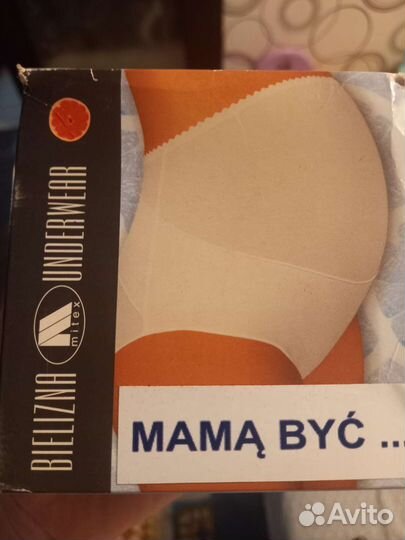 BIELIZNA mitex UNDERWEAR
MAMĄ BYĆ ...
Avito